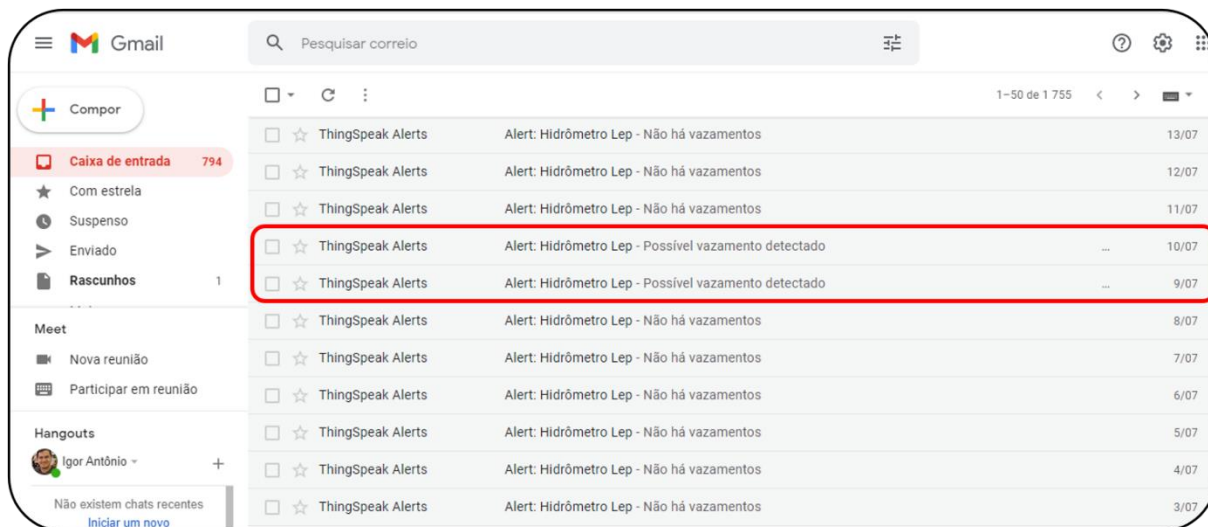 Gmail
Pesquisar correio
Compor
1–50 de 1 755
Caixa de entrada 794
Com estrela
Suspenso
Enviado
Rascunhos 1
Meet
Nova reunião
Participar em reunião
Hangouts
Igor Antônio
Não existem chats recentes
Iniciar um novo
ThingSpeak Alerts Alert: Hidrômetro Lep - Não há vazamentos 13/07
ThingSpeak Alerts Alert: Hidrômetro Lep - Não há vazamentos 12/07
ThingSpeak Alerts Alert: Hidrômetro Lep - Não há vazamentos 11/07
ThingSpeak Alerts Alert: Hidrômetro Lep - Possível vazamento detectado ... 10/07
ThingSpeak Alerts Alert: Hidrômetro Lep - Possível vazamento detectado ... 9/07
ThingSpeak Alerts Alert: Hidrômetro Lep - Não há vazamentos 8/07
ThingSpeak Alerts Alert: Hidrômetro Lep - Não há vazamentos 7/07
ThingSpeak Alerts Alert: Hidrômetro Lep - Não há vazamentos 6/07
ThingSpeak Alerts Alert: Hidrômetro Lep - Não há vazamentos 5/07
ThingSpeak Alerts Alert: Hidrômetro Lep - Não há vazamentos 4/07
ThingSpeak Alerts Alert: Hidrômetro Lep - Não há vazamentos 3/07